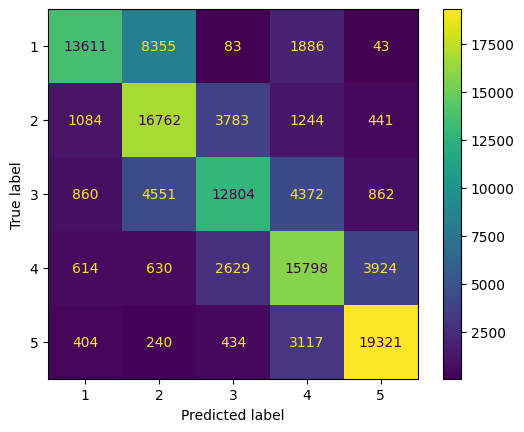 1 13611 8355 83 1886 43
2 1084 16762 3783 1244 441
3 860 4551 12804 4372 862
4 614 630 2629 15798 3924
5 404 240 434 3117 19321
1 2 3 4 5
True label
Predicted label
17500
15000
12500
10000
7500
5000
2500